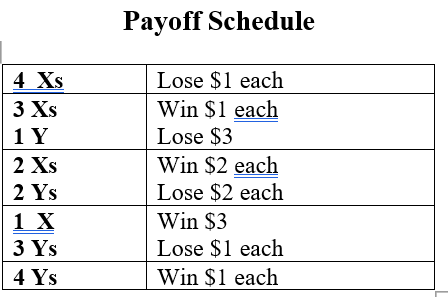 Payoff Schedule
4 Xs Lose $1 each
3 Xs Win $1 each
1 Y Lose $3
2 Xs Win $2 each
2 Ys Lose $2 each
1 X Win $3
3 Ys Lose $1 each
4 Ys Win $1 each